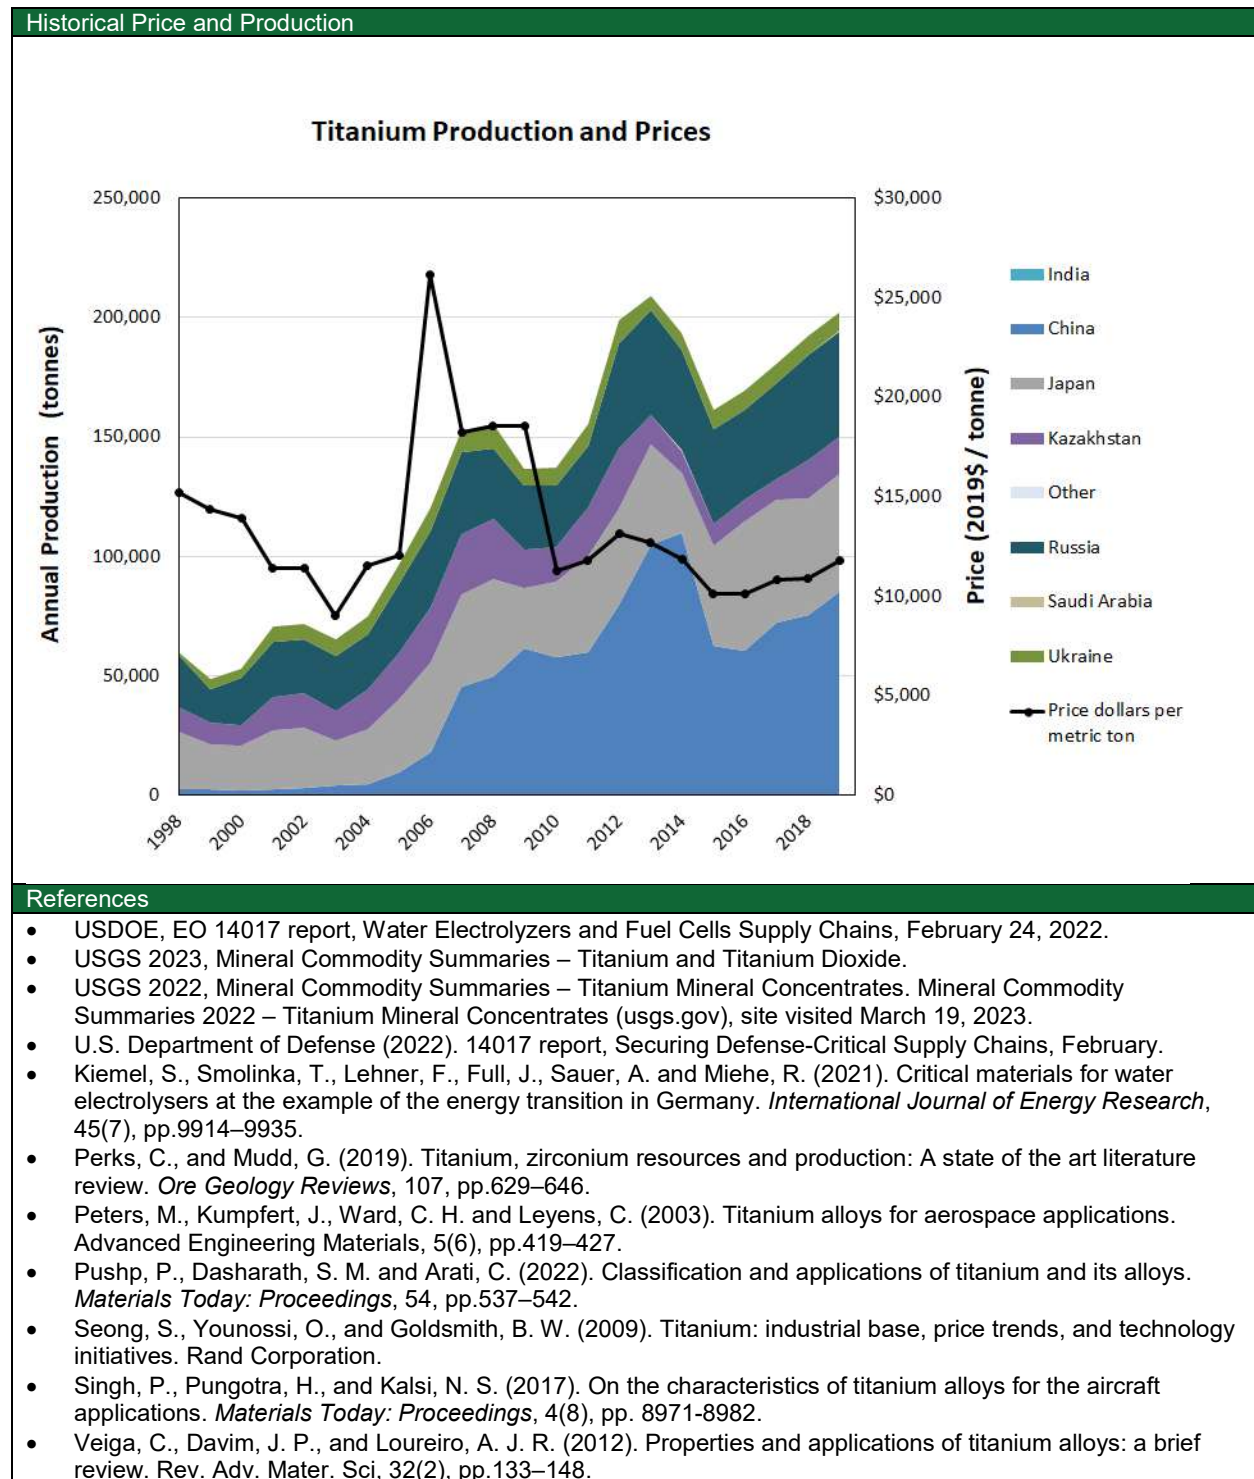 Historical Price and Production
Titanium Production and Prices
Annual Production (tonnes)
250,000
200,000
150,000
100,000
50,000
0
1998
2000
2002
2004
2006
2008
2010
2012
2014
2016
2018
$30,000
$25,000
$20,000
$15,000
$10,000
$5,000
$0
Price (2019$ / tonne)
India
China
Japan
Kazakhstan
Other
Russia
Saudi Arabia
Ukraine
Price dollars per
metric ton
References
• USDOE, EO 14017 report, Water Electrolyzers and Fuel Cells Supply Chains, February 24, 2022.
• USGS 2023, Mineral Commodity Summaries – Titanium and Titanium Dioxide.
• USGS 2022, Mineral Commodity Summaries – Titanium Mineral Concentrates. Mineral Commodity
Summaries 2022 – Titanium Mineral Concentrates (usgs.gov), site visited March 19, 2023.
• U.S. Department of Defense (2022). 14017 report, Securing Defense-Critical Supply Chains, February.
• Kiemel, S., Smolinka, T., Lehner, F., Full, J., Sauer, A. and Miehe, R. (2021). Critical materials for water
electrolysers at the example of the energy transition in Germany. International Journal of Energy Research,
45(7), pp.9914–9935.
• Perks, C., and Mudd, G. (2019). Titanium, zirconium resources and production: A state of the art literature
review. Ore Geology Reviews, 107, pp.629–646.
• Peters, M., Kumpfert, J., Ward, C. H. and Leyens, C. (2003). Titanium alloys for aerospace applications.
Advanced Engineering Materials, 5(6), pp.419–427.
• Pushp, P., Dasharath, S. M. and Arati, C. (2022). Classification and applications of titanium and its alloys.
Materials Today: Proceedings, 54, pp.537–542.
• Seong, S., Younossi, O., and Goldsmith, B. W. (2009). Titanium: industrial base, price trends, and technology
initiatives. Rand Corporation.
• Singh, P., Pungotra, H., and Kalsi, N. S. (2017). On the characteristics of titanium alloys for the aircraft
applications. Materials Today: Proceedings, 4(8), pp. 8971-8982.
• Veiga, C., Davim, J. P., and Loureiro, A. J. R. (2012). Properties and applications of titanium alloys: a brief
review. Rev. Adv. Mater. Sci, 32(2), pp.133–148.